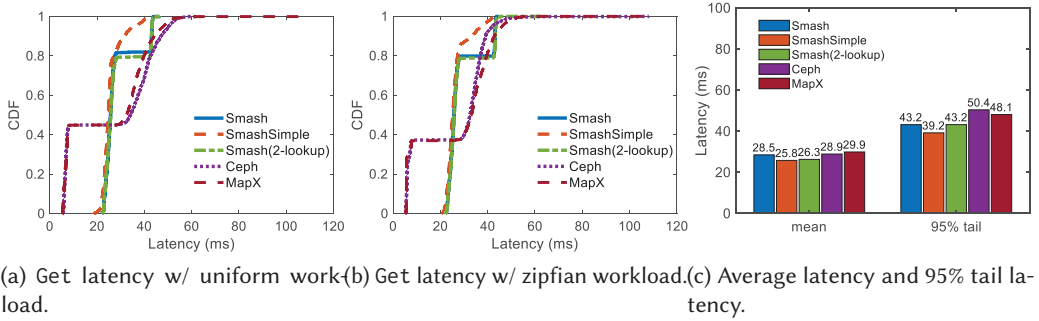 CDF
1
0.8
0.6
0.4
0.2
0
0 20 40 60 80 100 120
Latency (ms)
Smash
SmashSimple
Smash(2-lookup)
Ceph
MapX
(a) Get latency w/ uniform work-
load.
CDF
1
0.8
0.6
0.4
0.2
0
0 20 40 60 80 100 120
Latency (ms)
Smash
SmashSimple
Smash(2-lookup)
Ceph
MapX
(b) Get latency w/ zipfian workload.
Latency (ms)
100
80
60
40
20
0
Smash
SmashSimple
Smash(2-lookup)
Ceph
MapX
28.5 25.8 26.3 28.9 29.9
43.2 39.2 43.2 50.4 48.1
mean 95% tail
(c) Average latency and 95% tail la-
tency.